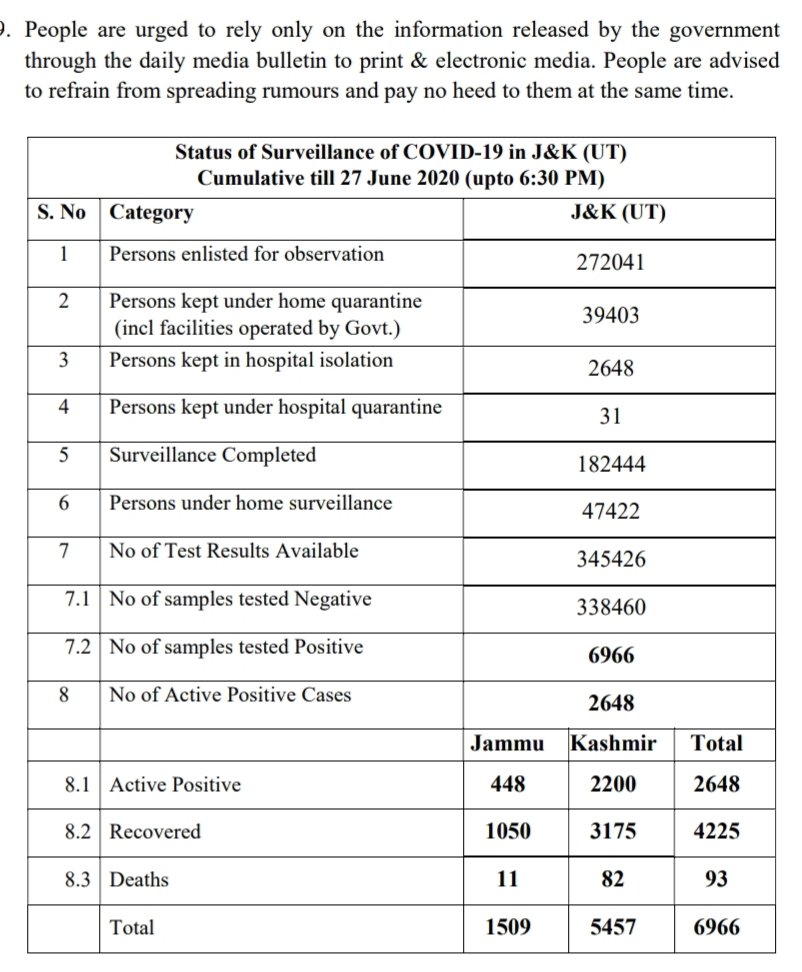 9. People are urged to rely only on the information released by the government
through the daily media bulletin to print & electronic media. People are advised
to refrain from spreading rumours and pay no heed to them at the same time.
Status of Surveillance of COVID-19 in J&K (UT)
Cumulative till 27 June 2020 (upto 6:30 PM)
S. No Category J&K (UT)
1 Persons enlisted for observation 272041
2 Persons kept under home quarantine
(incl facilities operated by Govt.) 39403
3 Persons kept in hospital isolation 2648
4 Persons kept under hospital quarantine 31
5 Surveillance Completed 182444
6 Persons under home surveillance 47422
7 No of Test Results Available 345426
7.1 No of samples tested Negative 338460
7.2 No of samples tested Positive 6966
8 No of Active Positive Cases 2648
Jammu Kashmir Total
8.1 Active Positive 448 2200 2648
8.2 Recovered 1050 3175 4225
8.3 Deaths 11 82 93
Total 1509 5457 6966